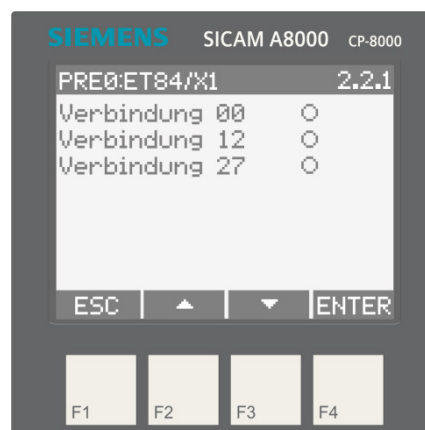 SIEMENS SICAM A8000 CP-8000
PRE0:ET84/X1 2.2.1
Verbindung 00
Verbindung 12
Verbindung 27
ESC ENTER
F1 F2 F3 F4